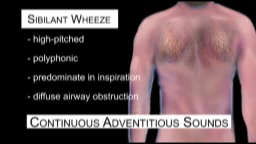 SIBILANT WHEEZE
- high-pitched
- polyphonic
- predominate in inspiration
- diffuse airway obstruction
CONTINUOUS ADVENTITIOUS SOUNDS